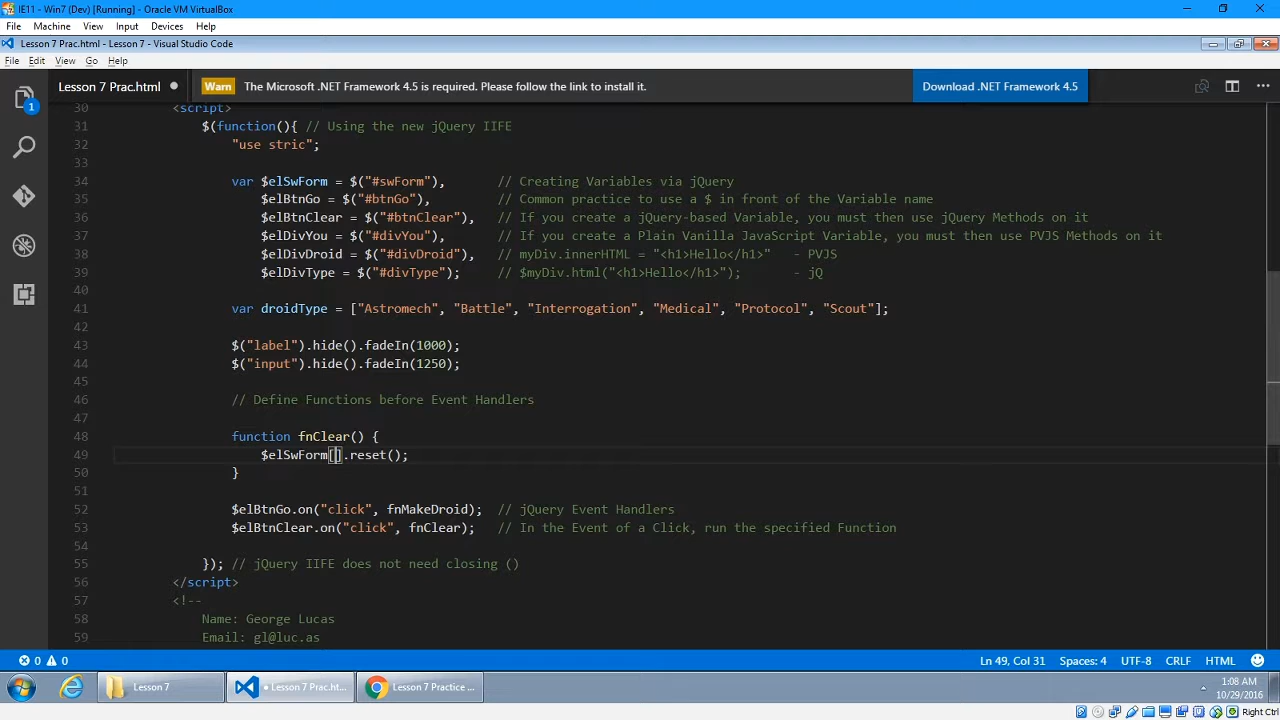 IE11 - Win7 (Dev) [Running] - Oracle VM VirtualBox
File Machine View Input Devices Help
Lesson 7 Prac.html - Lesson 7 - Visual Studio Code
File Edit View Go Help
Lesson 7 Prac.html Warn The Microsoft .NET Framework 4.5 is required. Please follow the link to install it. Download .NET Framework 4.5
1
30 <script>
31 $(function(){ // Using the new jQuery IIFE
32 "use stric";
33
34 var $elSwForm = $("#swForm"), // Creating Variables via jQuery
35 $elBtnGo = $("#btnGo"), // Common practice to use a $ in front of the Variable name
36 $elBtnClear = $("#btnClear"), // If you create a jQuery-based Variable, you must then use jQuery Methods on it
37 $elDivYou = $("#divYou"), // If you create a Plain Vanilla JavaScript Variable, you must then use PVJS Methods on it
38 $elDivDroid = $("#divDroid"), // myDiv.innerHTML = "<h1>Hello</h1>" - PVJS
39 $elDivType = $("#divType"); // $myDiv.html("<h1>Hello</h1>"); - jQ
40
41 var droidType = ["Astromech", "Battle", "Interrogation", "Medical", "Protocol", "Scout"];
42
43 $("label").hide().fadeIn(1000);
44 $("input").hide().fadeIn(1250);
45
46 // Define Functions before Event Handlers
47
48 function fnClear() {
49 $elSwForm[].reset();
50 }
51
52 $elBtnGo.on("click", fnMakeDroid); // jQuery Event Handlers
53 $elBtnClear.on("click", fnClear); // In the Event of a Click, run the specified Function
54
55 }); // jQuery IIFE does not need closing ()
56 </script>
57 <!--
58 Name: George Lucas
59 Email: gl@luc.as
0 0 Ln 49, Col 31 Spaces: 4 UTF-8 CRLF HTML
Lesson 7 • Lesson 7 Prac.ht... Lesson 7 Practice ... 1:08 AM
10/29/2016
Right Ctrl